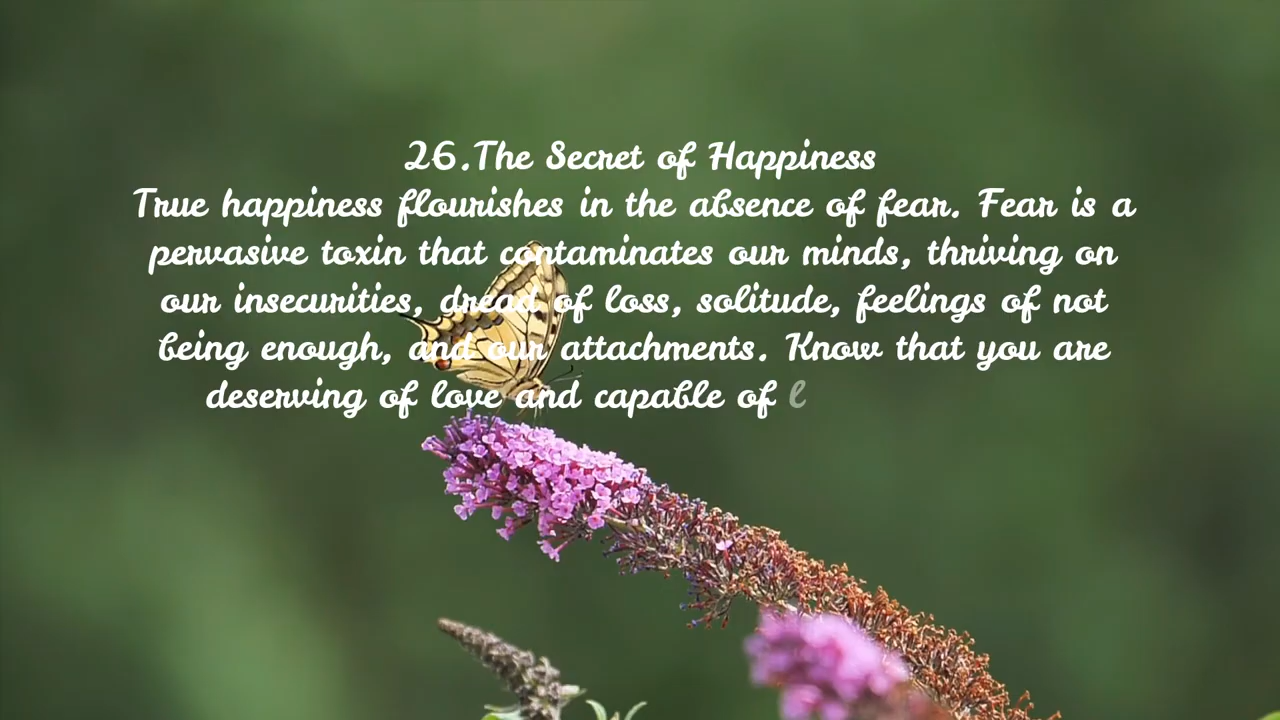 26.The Secret of Happiness
True happiness flourishes in the absence of fear. Fear is a
pervasive toxin that contaminates our minds, thriving on
our insecurities, dread of loss, solitude, feelings of not
being enough, and our attachments. Know that you are
deserving of love and capable of l